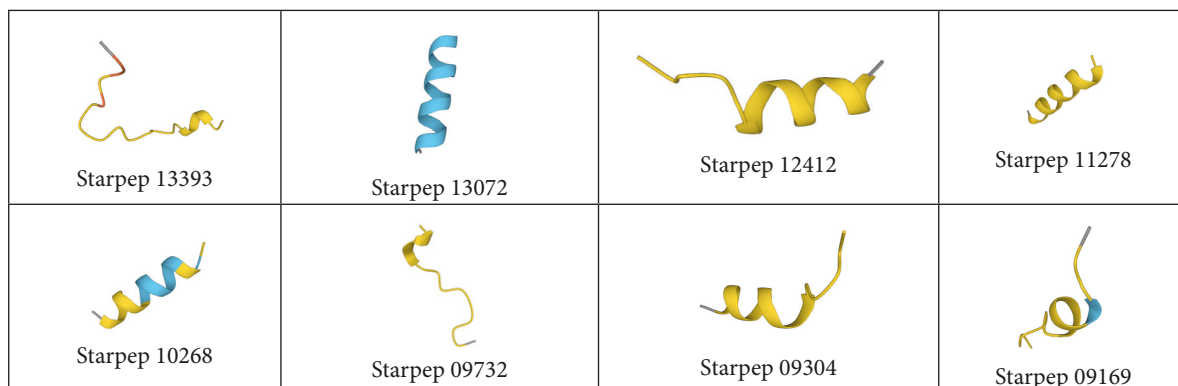 Starpep 13393
Starpep 13072
Starpep 12412
Starpep 11278
Starpep 10268
Starpep 09732
Starpep 09304
Starpep 09169